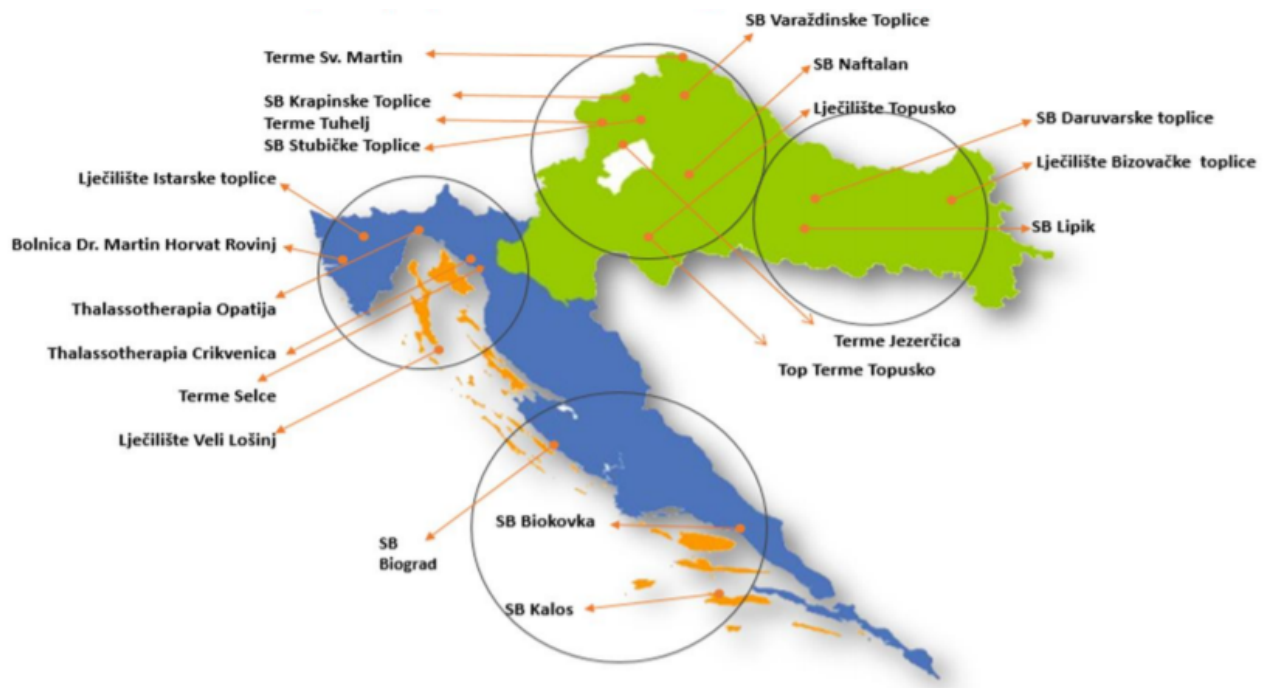 SB Varaždinske Toplice
Terme Sv. Martin
SB Naftalan
SB Krapinske Toplice
Lječilište Topusko
Terme Tuhelj
SB Daruvarske toplice
SB Stubičke Toplice
Lječilište Bizovačke toplice
Lječilište Istarske toplice
SB Lipik
Bolnica Dr. Martin Horvat Rovinj
Thalassotherapia Opatija
Terme Jezerčica
Thalassotherapia Crikvenica
Top Terme Topusko
Terme Selce
Lječilište Veli Lošinj
SB Biokovka
SB
Biograd
SB Kalos